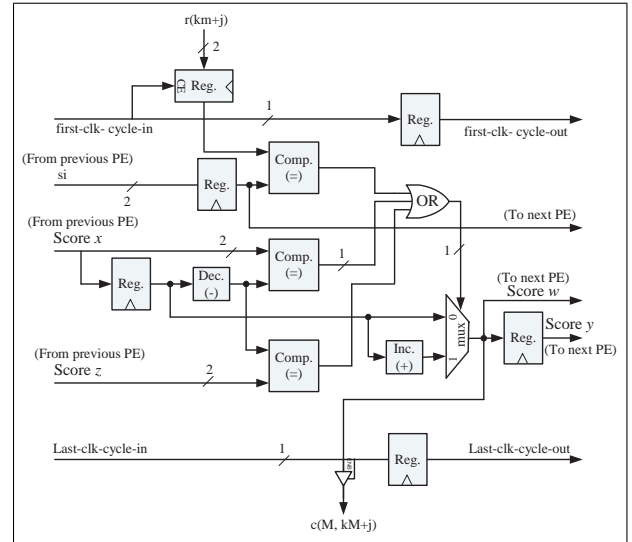 r(km+j)
2
CE
Reg.
first-clk- cycle-in
1
Reg.
first-clk- cycle-out
(From previous PE)
si
2
Reg.
Comp.
(=)
OR
(To next PE)
(From previous PE)
Score x
2
Comp.
(=)
1
1
Reg.
Dec.
(-)
(To next PE)
Score w
mux
0
1
Reg.
Score y
(To next PE)
Inc.
(+)
(From previous PE)
Score z
2
Comp.
(=)
Last-clk-cycle-in
1
Reg.
Last-clk-cycle-out
c(M, kM+j)